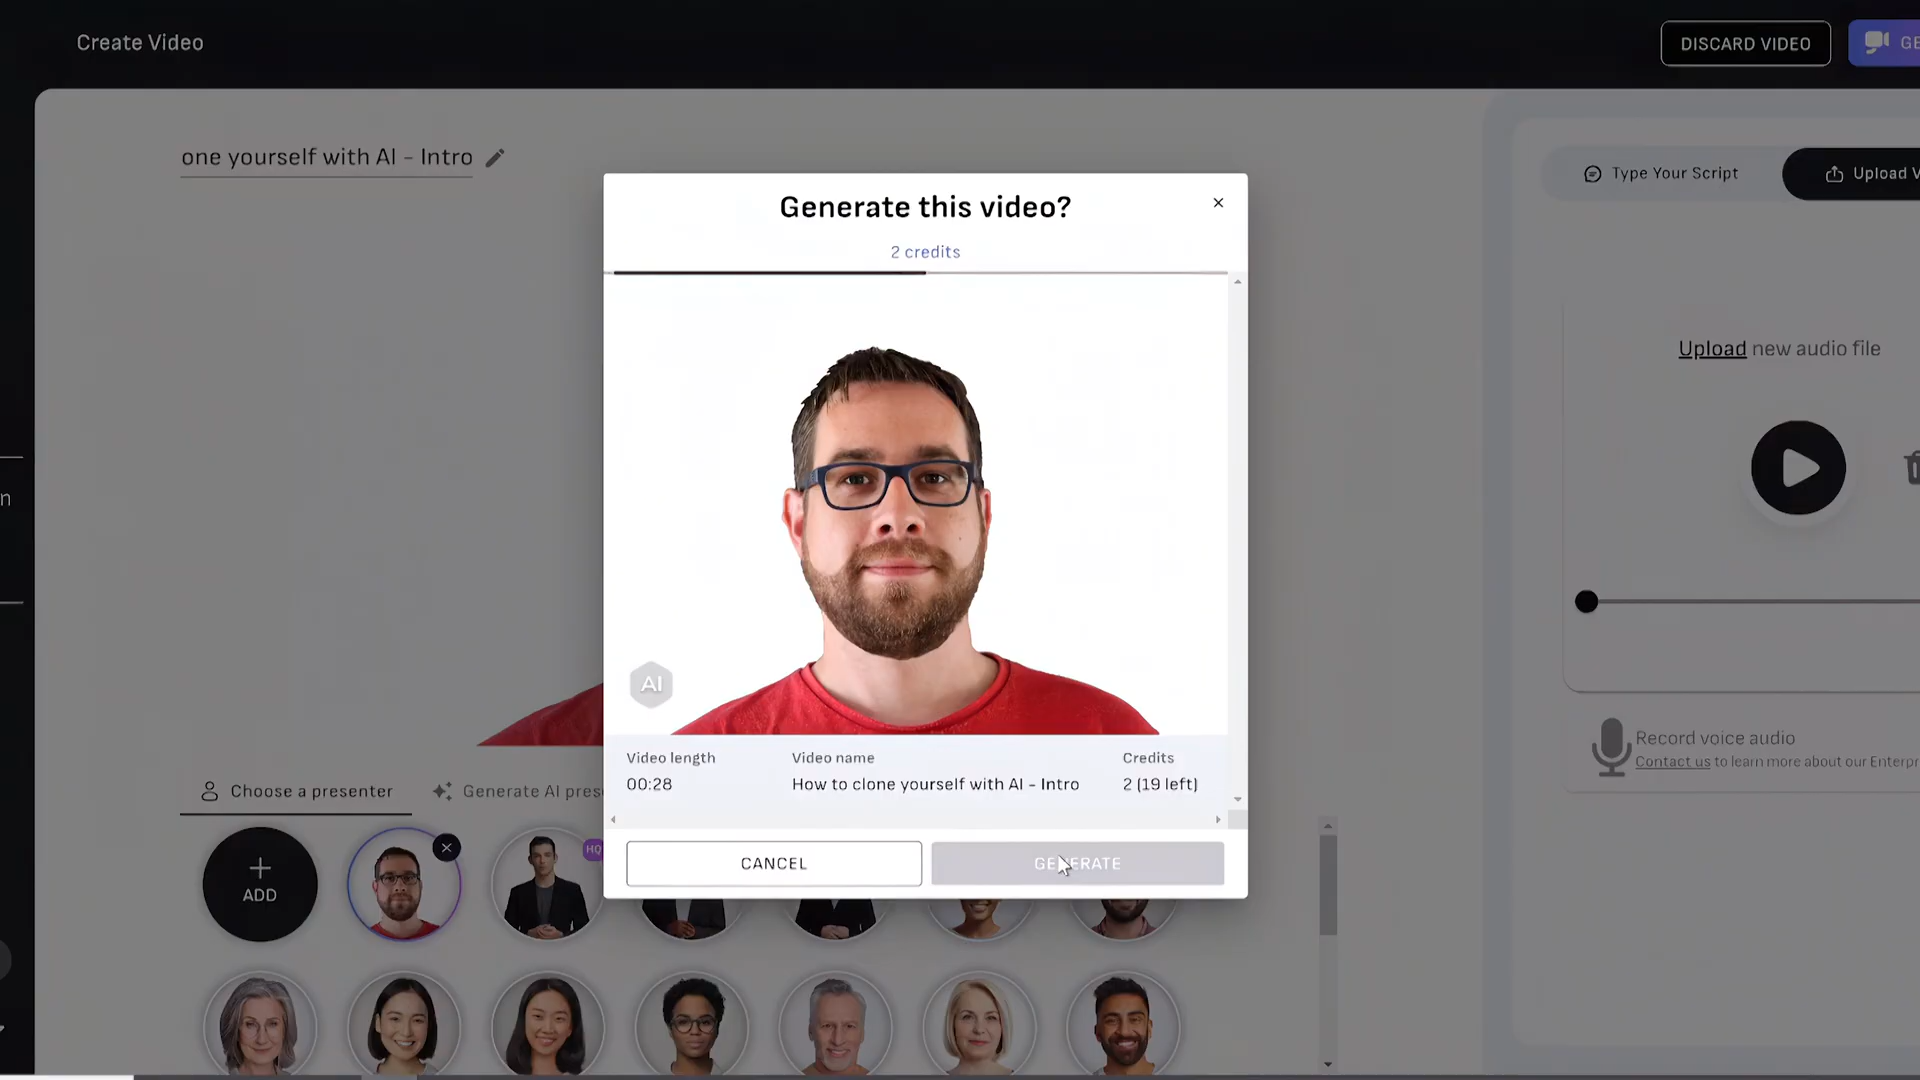 Create Video
DISCARD VIDEO
GE
one yourself with AI - Intro
Generate this video?
2 credits
Type Your Script
Upload V
Upload new audio file
n
AI
Video length
Video name
Credits
00:28
How to clone yourself with AI - Intro
2 (19 left)
Record voice audio
Contact us to learn more about our Enterpr
Choose a presenter
Generate AI pres
CANCEL
GENERATE
HQ
ADD